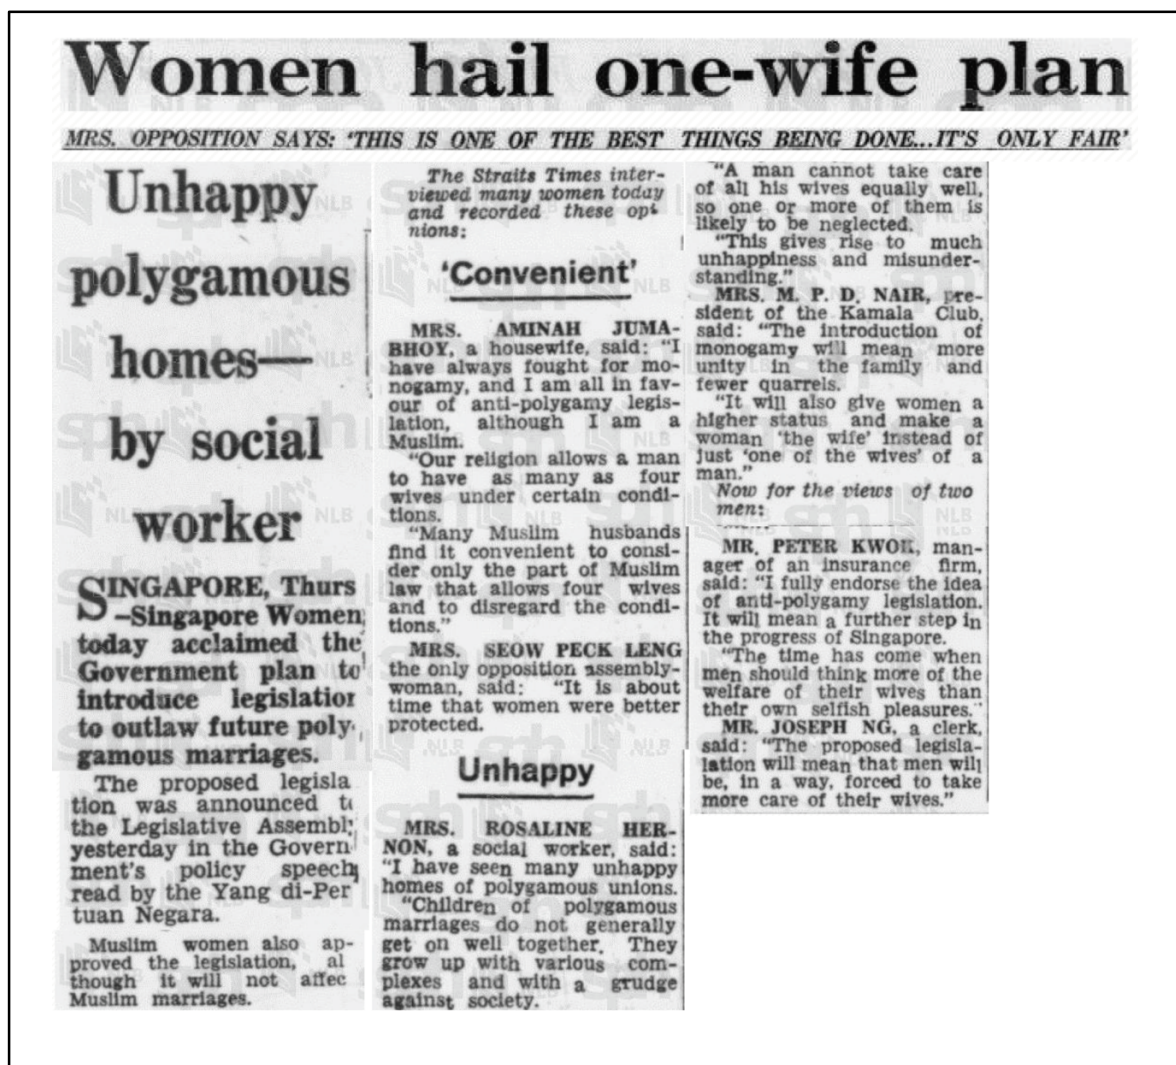 Women hail one-wife plan
MRS. OPPOSITION SAYS: 'THIS IS ONE OF THE BEST THINGS BEING DONE...IT'S ONLY FAIR'
Unhappy
polygamous
homes—
by social
worker
SINGAPORE, Thurs
—Singapore Women
today acclaimed the
Government plan to
introduce legislation
to outlaw future poly-
gamous marriages.
The proposed legisla
tion was announced to
the Legislative Assembly
yesterday in the Govern
ment's policy speech
read by the Yang di-Per
tuan Negara.
Muslim women also ap-
proved the legislation, al
though it will not affec
Muslim marriages.
The Straits Times inter-
viewed many women today
and recorded these opi
nions:
'Convenient'
MRS. AMINAH JUMA-
BHOY, a housewife, said: "I
have always fought for mo-
nogamy, and I am all in fav-
our of anti-polygamy legis-
lation, although I am a
Muslim.
"Our religion allows a man
to have as many as four
wives under certain condi-
tions.
"Many Muslim husbands
find it convenient to consi-
der only the part of Muslim
law that allows four wives
and to disregard the condi-
tions."
MRS. SEOW PECK LENG
the only opposition assembly-
woman, said: "It is about
time that women were better
protected.
Unhappy
MRS. ROSALINE HER-
NON, a social worker, said:
"I have seen many unhappy
homes of polygamous unions.
"Children of polygamous
marriages do not generally
get on well together. They
grow up with various com-
plexes and with a grudge
against society.
"A man cannot take care
of all his wives equally well,
so one or more of them is
likely to be neglected.
"This gives rise to much
unhappiness and misunder-
standing."
MRS. M. P. D. NAIR, pre-
sident of the Kamala Club,
said: "The introduction of
monogamy will mean more
unity in the family and
fewer quarrels.
"It will also give women a
higher status and make a
woman 'the wife' instead of
just 'one of the wives' of a
man."
Now for the views of two
men:
MR. PETER KWOK, man-
ager of an insurance firm,
said: "I fully endorse the idea
of anti-polygamy legislation.
It will mean a further step in
the progress of Singapore.
"The time has come when
men should think more of the
welfare of their wives than
their own selfish pleasures."
MR. JOSEPH NG, a clerk,
said: "The proposed legisla-
lation will mean that men will
be, in a way, forced to take
more care of their wives."